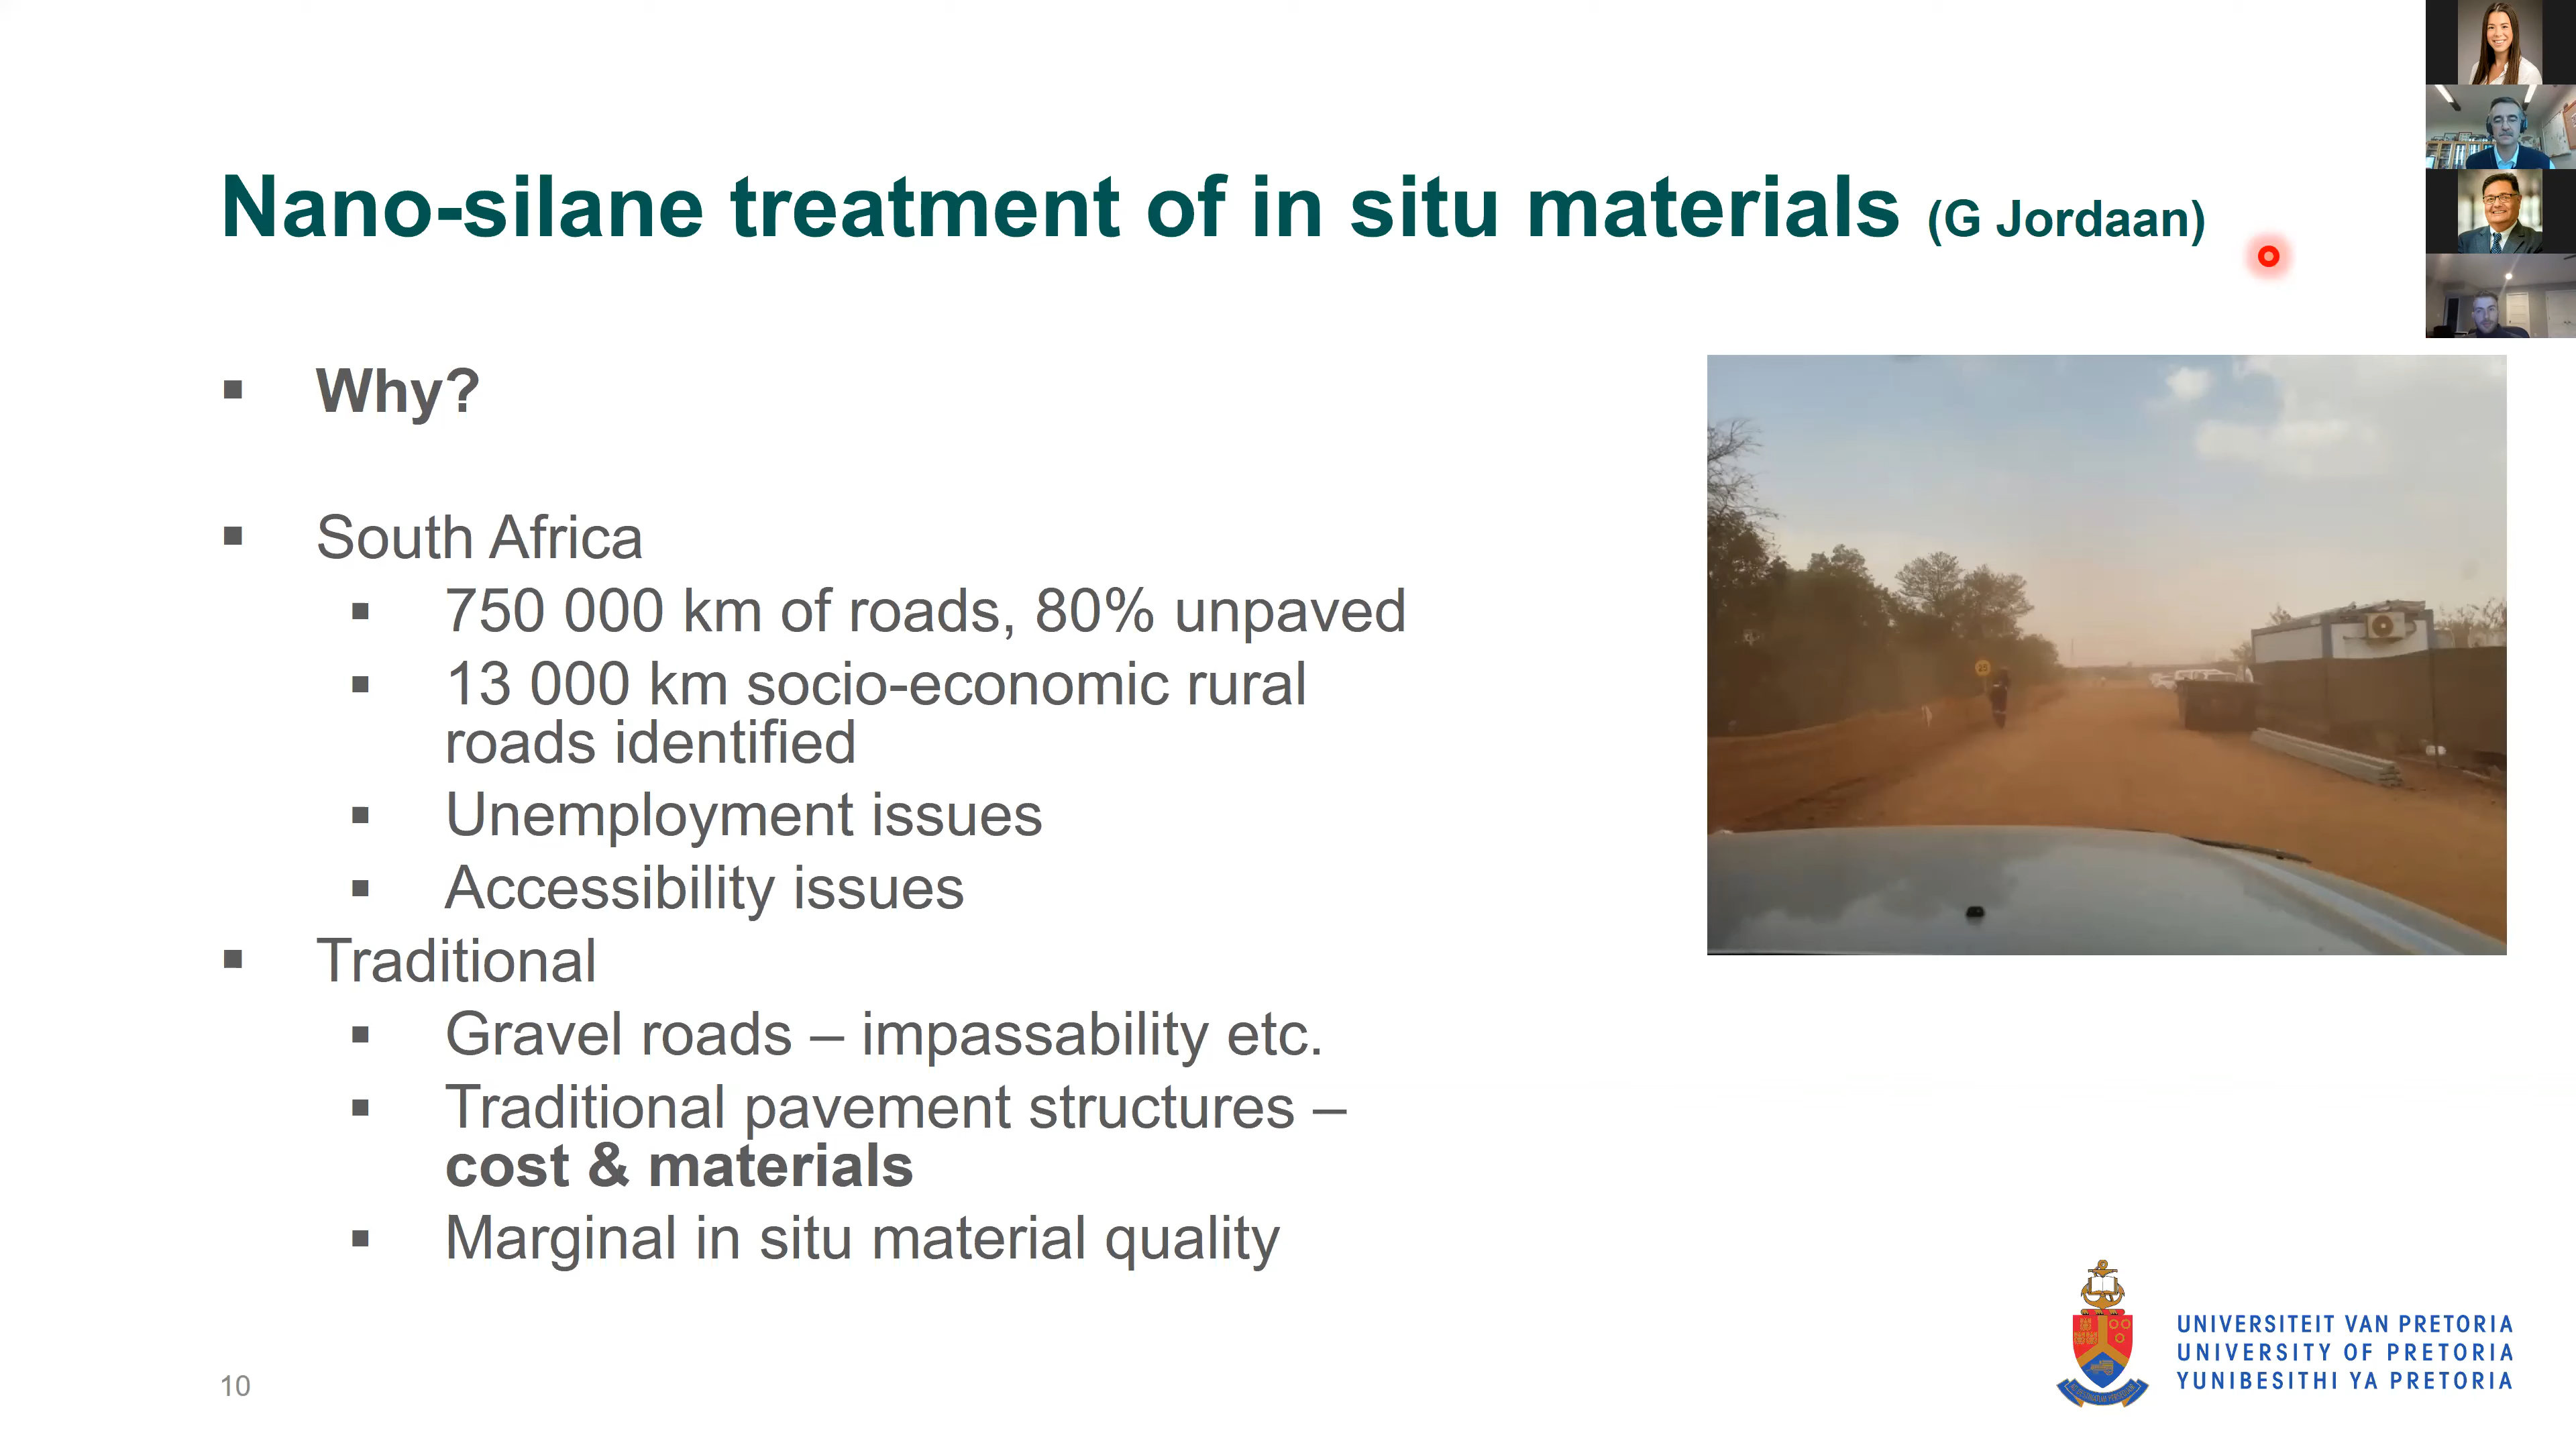 Nano-silane treatment of in situ materials (G Jordaan)
▪ Why?
▪ South Africa
▪ 750 000 km of roads, 80% unpaved
▪ 13 000 km socio-economic rural
roads identified
▪ Unemployment issues
▪ Accessibility issues
▪ Traditional
▪ Gravel roads – impassability etc.
▪ Traditional pavement structures –
cost & materials
▪ Marginal in situ material quality
10
UNIVERSITEIT VAN PRETORIA
UNIVERSITY OF PRETORIA
YUNIBESITHI YA PRETORIA